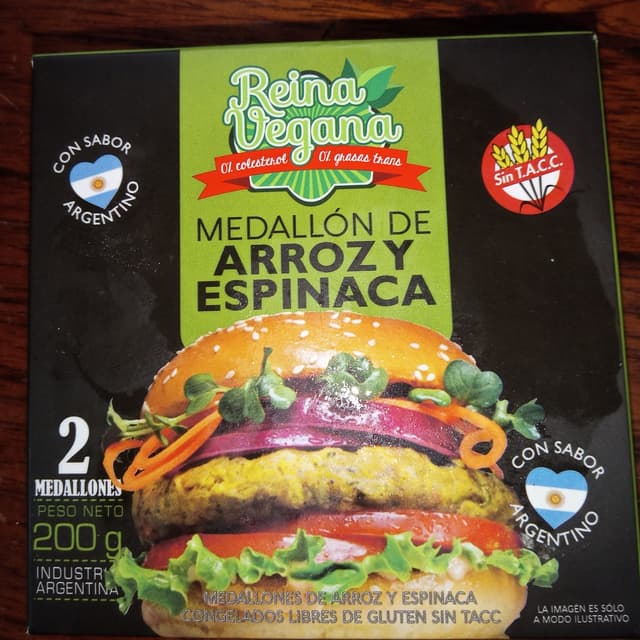 Reina
Vegana
0% colesterol 0% grasas trans
CON SABOR
ARGENTINO
Sin T.A.C.C.
MEDALLÓN DE
ARROZ Y
ESPINACA
2
MEDALLONES
PESO NETO
200 g
INDUSTRIA
ARGENTINA
CON SABOR
ARGENTINO
MEDALLONES DE ARROZ Y ESPINACA
CONGELADOS LIBRES DE GLUTEN SIN TACC
LA IMAGEN ES SÓLO
A MODO ILUSTRATIVO